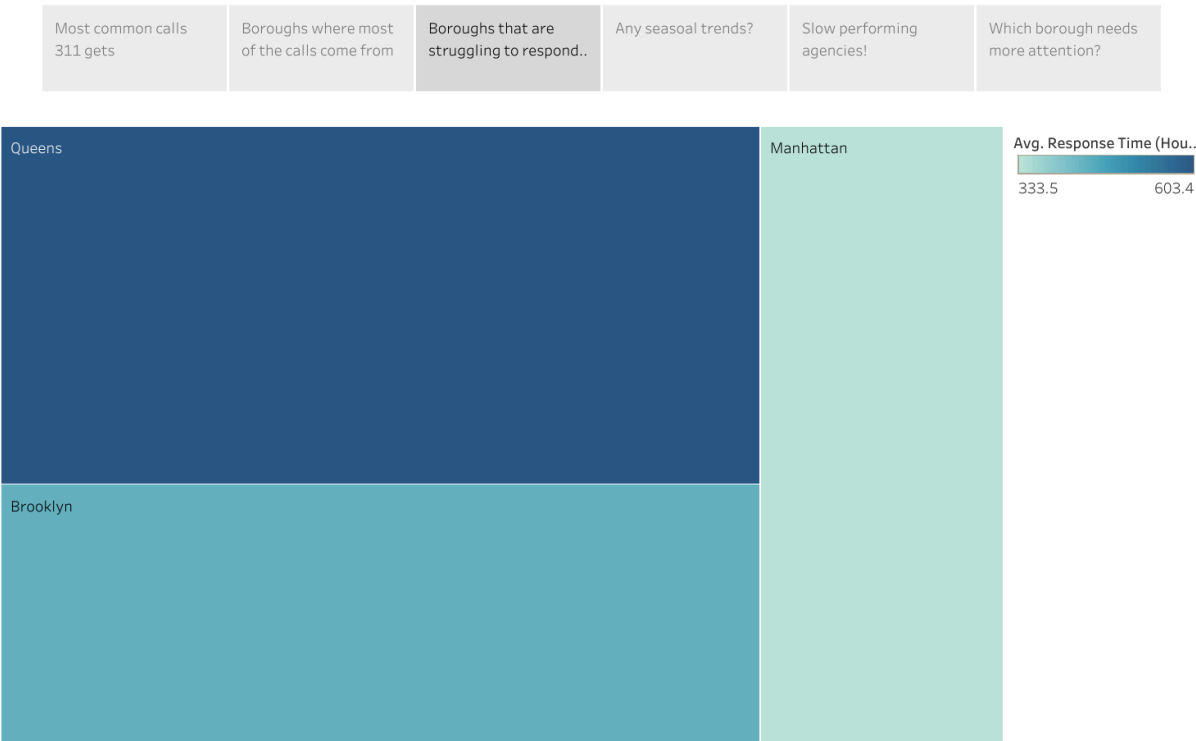 Most common calls
311 gets
Boroughs where most
of the calls come from
Boroughs that are
struggling to respond..
Any seasoal trends?
Slow performing
agencies!
Which borough needs
more attention?
Queens
Manhattan
Avg. Response Time (Hou..
333.5
603.4
Brooklyn